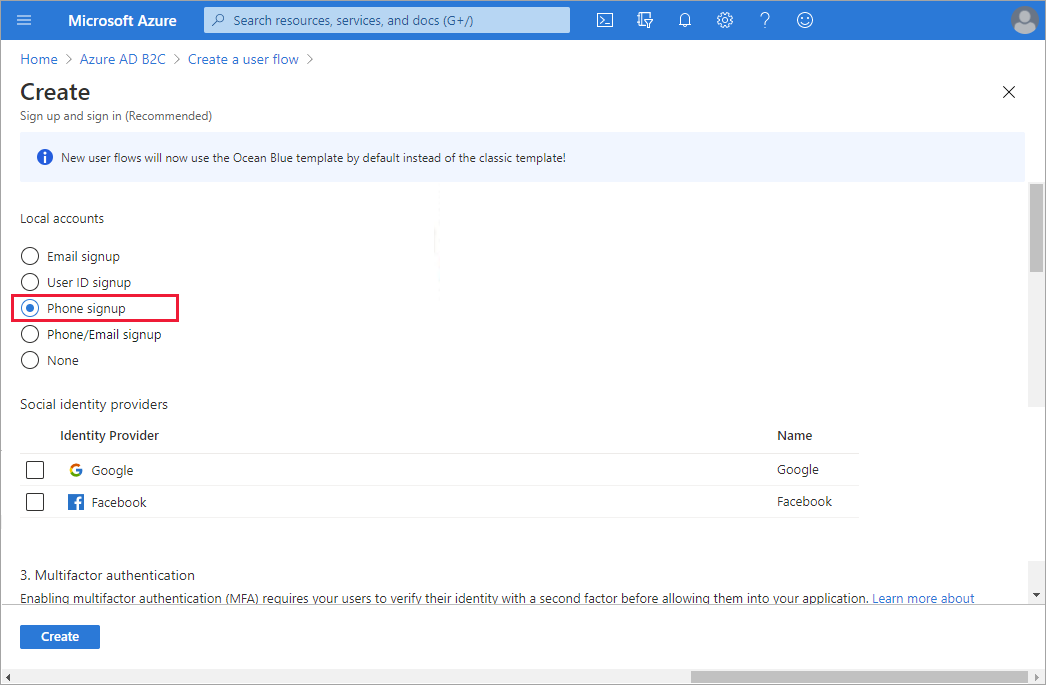 Microsoft Azure
Search resources, services, and docs (G+/)
Home > Azure AD B2C > Create a user flow >
Create
Sign up and sign in (Recommended)
New user flows will now use the Ocean Blue template by default instead of the classic template!
Local accounts
Email signup
User ID signup
Phone signup
Phone/Email signup
None
Social identity providers
Identity Provider Name
Google Google
Facebook Facebook
3. Multifactor authentication
Enabling multifactor authentication (MFA) requires your users to verify their identity with a second factor before allowing them into your application. Learn more about
Create